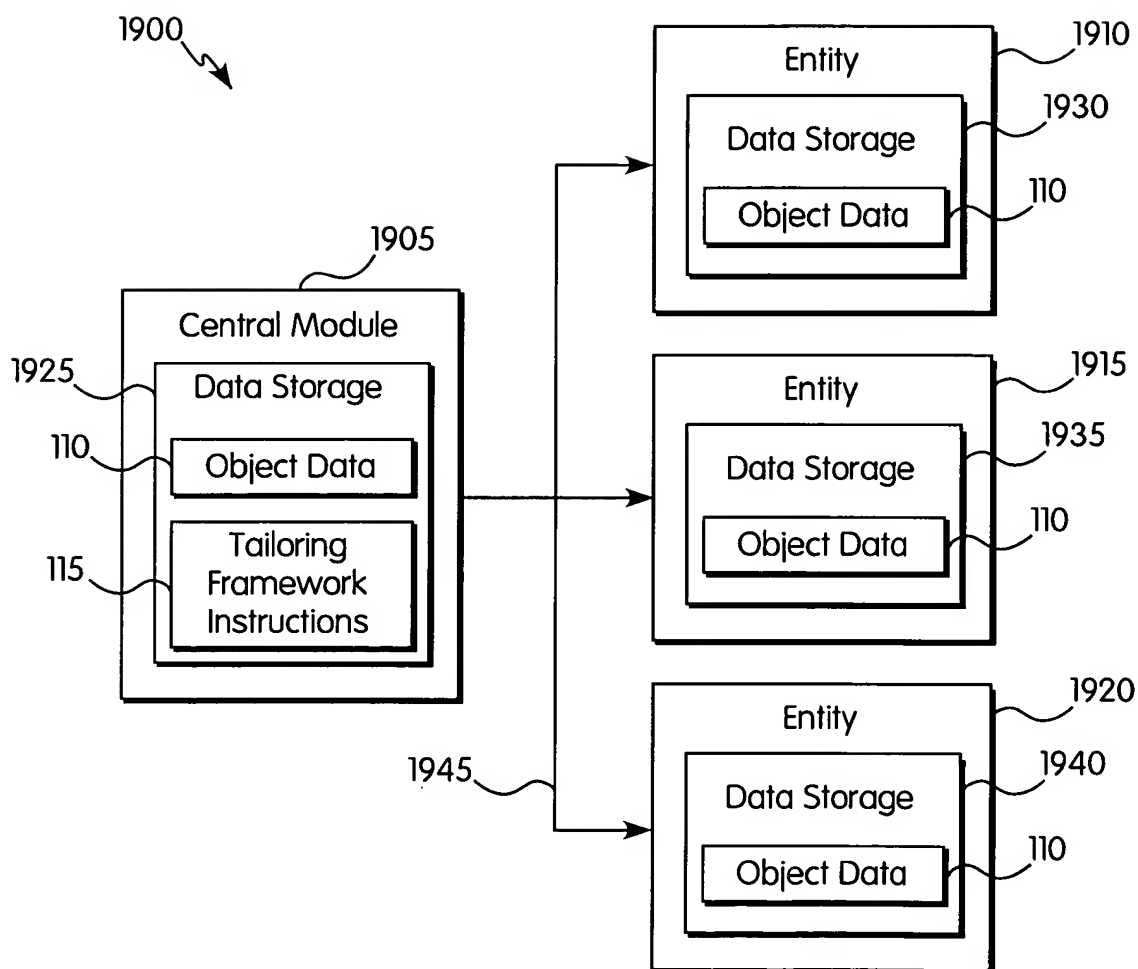 1900
1905
Central Module
1925
Data Storage
110
Object Data
115
Tailoring
Framework
Instructions
1945
1910
Entity
1930
Data Storage
110
Object Data
1915
Entity
1935
Data Storage
110
Object Data
1920
Entity
1940
Data Storage
110
Object Data